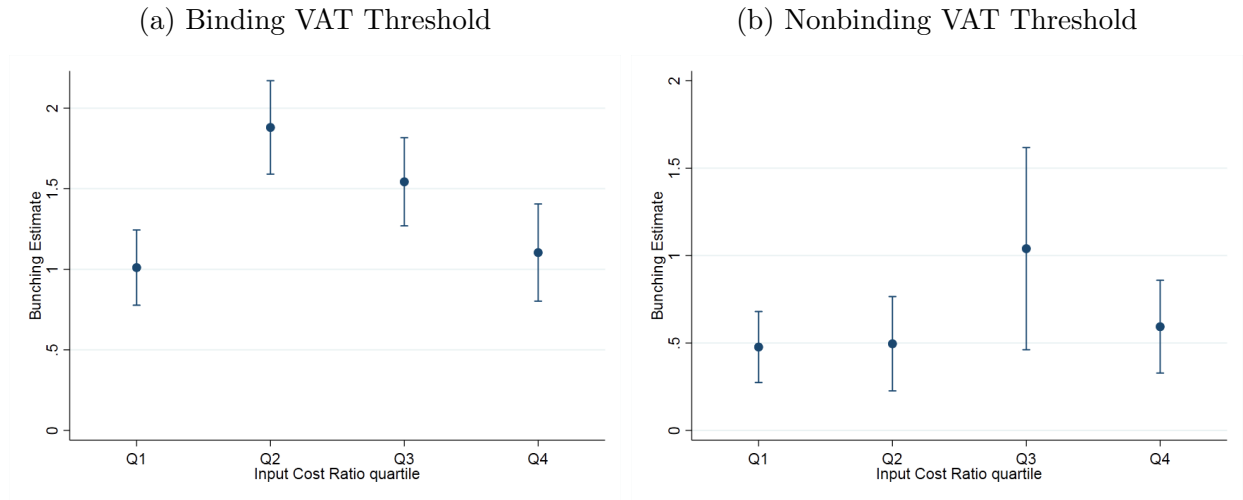 (a) Binding VAT Threshold
Bunching Estimate
2
1.5
1
.5
0
Q1 Q2 Q3 Q4
Input Cost Ratio quartile
(b) Nonbinding VAT Threshold
Bunching Estimate
2
1.5
1
.5
0
Q1 Q2 Q3 Q4
Input Cost Ratio quartile